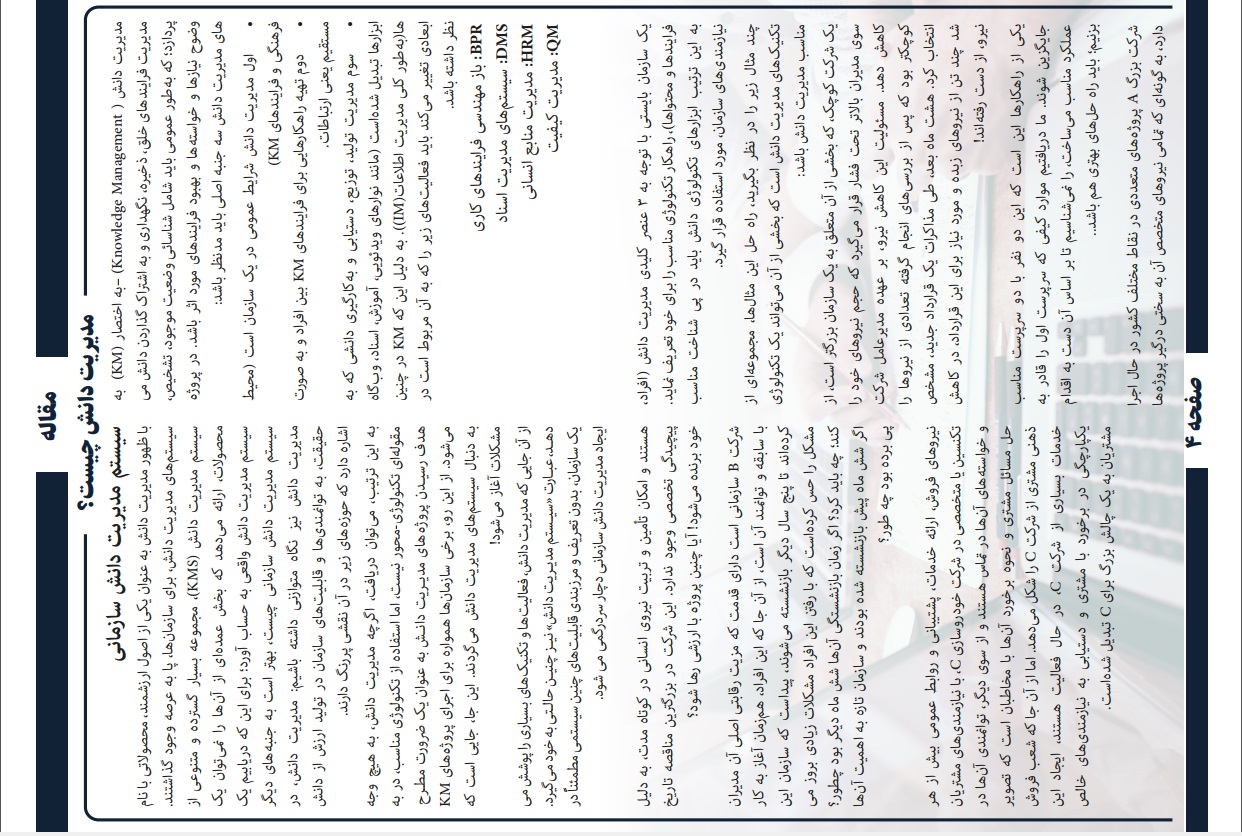 مقاله
مدیریت دانش چیست؟
مدیریت دانش ( Knowledge Management) –به اختصار (KM) به
مدیریت فرایندهای خلق، ذخیره، نگهداری و به اشتراک گذاردن دانش می
پردازد؛ که به‌طور عمومی باید شامل شناسائی وضعیت موجود، تشخیص،
وضوح نیازها و خواسته‌ها و بهبود فرایندهای مورد اثر باشد. در پروژه
های مدیریت دانش سه جنبه اصلی باید مدنظر باشد:
• اول مدیریت دانش شرایط عمومی در یک سازمان است (محیط
فرهنگی و فرایندهای KM)
• دوم تهیه راهکارهایی برای فرایندهای KM بین افراد و به صورت
مستقیم یعنی ارتباطات.
• سوم مدیریت تولید، توزیع، دستیابی و به‌کارگیری دانشی که به
ابزارها تبدیل شده‌است (مانند نوارهای ویدئویی، آموزش، اسناد، وب‌گاه
ها(به‌طور کلی مدیریت اطلاعات(IM)). به دلیل این که KM در چنین
ابعادی تغییر می‌کند باید فعالیت‌های زیر را که به آن مربوط است در
نظر داشته باشد.
BPR: باز مهندسی فرایندهای کاری
DMS: سیستم‌های مدیریت اسناد
HRM: مدیریت منابع انسانی
QM: مدیریت کیفیت
سیستم مدیریت دانش سازمانی
با ظهور مدیریت دانش به عنوان یکی از اصول ارزشمند، محصولاتی با نام
سیستم‌های مدیریت دانش، برای سازمان‌ها، پا به عرصه وجود گذاشتند.
سیستم مدیریت دانش (KMS)، مجموعه بسیار گسترده و متنوعی از
محصولات، ارائه می‌دهد که بخش عمده‌ای از آن‌ها را نمی‌توان یک
سیستم مدیریت دانش واقعی به حساب آورد؛ برای این که دریابیم یک
سیستم مدیریت دانش سازمانی چیست، بهتر است به جنبه‌های دیگر
مدیریت دانش نیز نگاه متوازنی داشته باشیم: مدیریت دانش، در
حقیقت، به توانمندی‌ها و قابلیت‌های سازمان در تولید ارزش از دانش
اشاره دارد که حوزه‌های زیر در آن نقشی پررنگ دارند.
به این ترتیب، می‌توان دریافت، اگرچه مدیریت دانش، به هیچ وجه
مقوله‌ای تکنولوژی-محور نیست، اما استفاده از تکنولوژی مناسب، در به
هدف رسیدن پروژه‌های مدیریت دانش به عنوان یک ضرورت مطرح
می‌شود. از این رو، برخی سازمان‌ها همواره برای اجرای پروژه‌های KM
به دنبال سیستم‌های مدیریت دانش می‌گردند. این جا، جایی است که
مشکلات آغاز می‌شود!
از آن جایی که مدیریت دانش، فعالیت‌ها و تکنیک‌های بسیاری را پوشش می
دهد، عبارت «سیستم مدیریت دانش» نیز چنین حالتی به خود می‌گیرد.
یک سازمان، بدون تعریف و مرزبندی قابلیت‌های چنین سیستمی مطمئناً در
ایجاد مدیریت دانش سازمانی دچار سردرگمی می شود.
یک سازمان بایستی با توجه به ۳ عنصر کلیدی مدیریت دانش (افراد،
فرایندها و محتواها)، راهکار تکنولوژی مناسب را برای خود تعریف نماید.
به این ترتیب ابزارهای تکنولوژی دانش باید در پی شناخت مناسب
نیازمندی‌های سازمان، مورد استفاده قرار گیرد.
چند مثال زیر را در نظر بگیرید، راه حل این مثال‌ها، مجموعه‌ای از
تکنیک‌های مدیریت دانش است که بخشی از آن می‌تواند یک تکنولوژی
مناسب مدیریت دانش باشد:
یک شرکت کوچک، که بخشی از آن متعلق به یک سازمان بزرگتر است، از
سوی مدیران بالاتر تحت فشار قرار می‌گیرد که حجم نیروهای خود را
کاهش دهد. مسئولیت این کاهش نیرو، بر عهده مدیرعامل شرکت
کوچکتر بود که پس از بررسی‌های انجام گرفته تعدادی از نیروها را
انتخاب کرد. هشت ماه بعد، طی مذاکرات یک قرارداد جدید، مشخص
شد چند تن از نیروهای زبده و مورد نیاز برای این قرارداد، در کاهش
نیرو، از دست رفته‌اند!
یکی از راهکارها این است که این دو نفر با دو سرپرست مناسب
جایگزین شوند. ما دریافتیم موارد کیفی که سرپرست اول را قادر به
عملکرد مناسب می‌ساخت، را نمی‌شناسیم تا بر اساس آن دست به اقدام
بزنیم؛ باید راه حل‌های بهتری هم باشد..
شرکت بزرگ A پروژه‌های متعددی در نقاط مختلف کشور در حال اجرا
دارد، به گونه‌ای که تمامی نیروهای متخصص آن به سختی درگیر پروژه‌ها
هستند و امکان تأمین و تربیت نیروی انسانی در کوتاه مدت، به دلیل
پیچیدگی تخصصی وجود ندارد. این شرکت در بزرگترین مناقصه تاریخ
خود برنده می‌شود! آیا چنین پروژه با ارزشی رها شود؟
شرکت B سازمانی است دارای قدمت که مزیت رقابتی اصلی آن مدیران
با سابقه و توانمند آن است، از آن جا که این افراد، هم‌زمان آغاز به کار
کرده‌اند تا پنج سال دیگر بازنشسته می‌شوند، پیداست که سازمان این
مشکل را حس کرده‌است که با رفتن این افراد مشکلات زیادی بروز می
کند؛ چه باید کرد؟ اگر زمان بازنشستگی آن‌ها شش ماه دیگر بود چطور؟
اگر شش ماه پیش بازنشسته شده بودند و سازمان تازه به اهمیت آن‌ها
پی برده بود چه طور؟
نیروهای فروش، ارائه خدمات، پشتیبانی و روابط عمومی بیش از هر
تکنسین یا متخصصی در شرکت خودروسازی C، با نیازمندی‌های مشتریان
و خواسته‌های آن‌ها در تماس هستند و از سوی دیگر، توانمندی آن‌ها در
حل مسائل مشتری و نحوه برخورد آن‌ها با مخاطبان است که تصویر
ذهنی مشتری از شرکت C را شکل می‌دهد. اما از آن جا که شعب فروش
خدمات بسیاری از شرکت C، در حال فعالیت هستند، ایجاد این
یکپارچگی در برخورد با مشتری و دستیابی به نیازمندی‌های خالص
مشتریان به یک چالش بزرگ برای C تبدیل شده‌است.
صفحه ۴